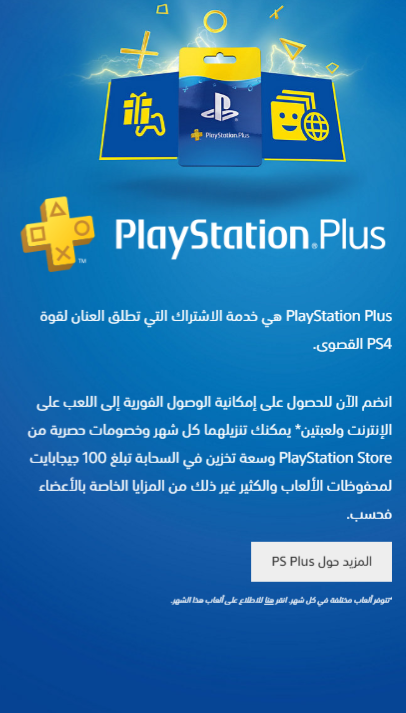 PlayStation.Plus
PlayStation®Plus
TM
PlayStation Plus هي خدمة الاشتراك التي تطلق العنان لقوة
PS4 القصوى.
انضم الآن للحصول على إمكانية الوصول الفورية إلى اللعب على
الإنترنت ولعبتين* يمكنك تنزيلهما كل شهر وخصومات حصرية من
PlayStation Store وسعة تخزين في السحابة تبلغ 100 جيجابايت
لمحفوظات الألعاب والكثير غير ذلك من المزايا الخاصة بالأعضاء
فحسب.
المزيد حول PS Plus
*تتوفر ألعاب مختلفة في كل شهر. انقر هنا للاطلاع على ألعاب هذا الشهر.